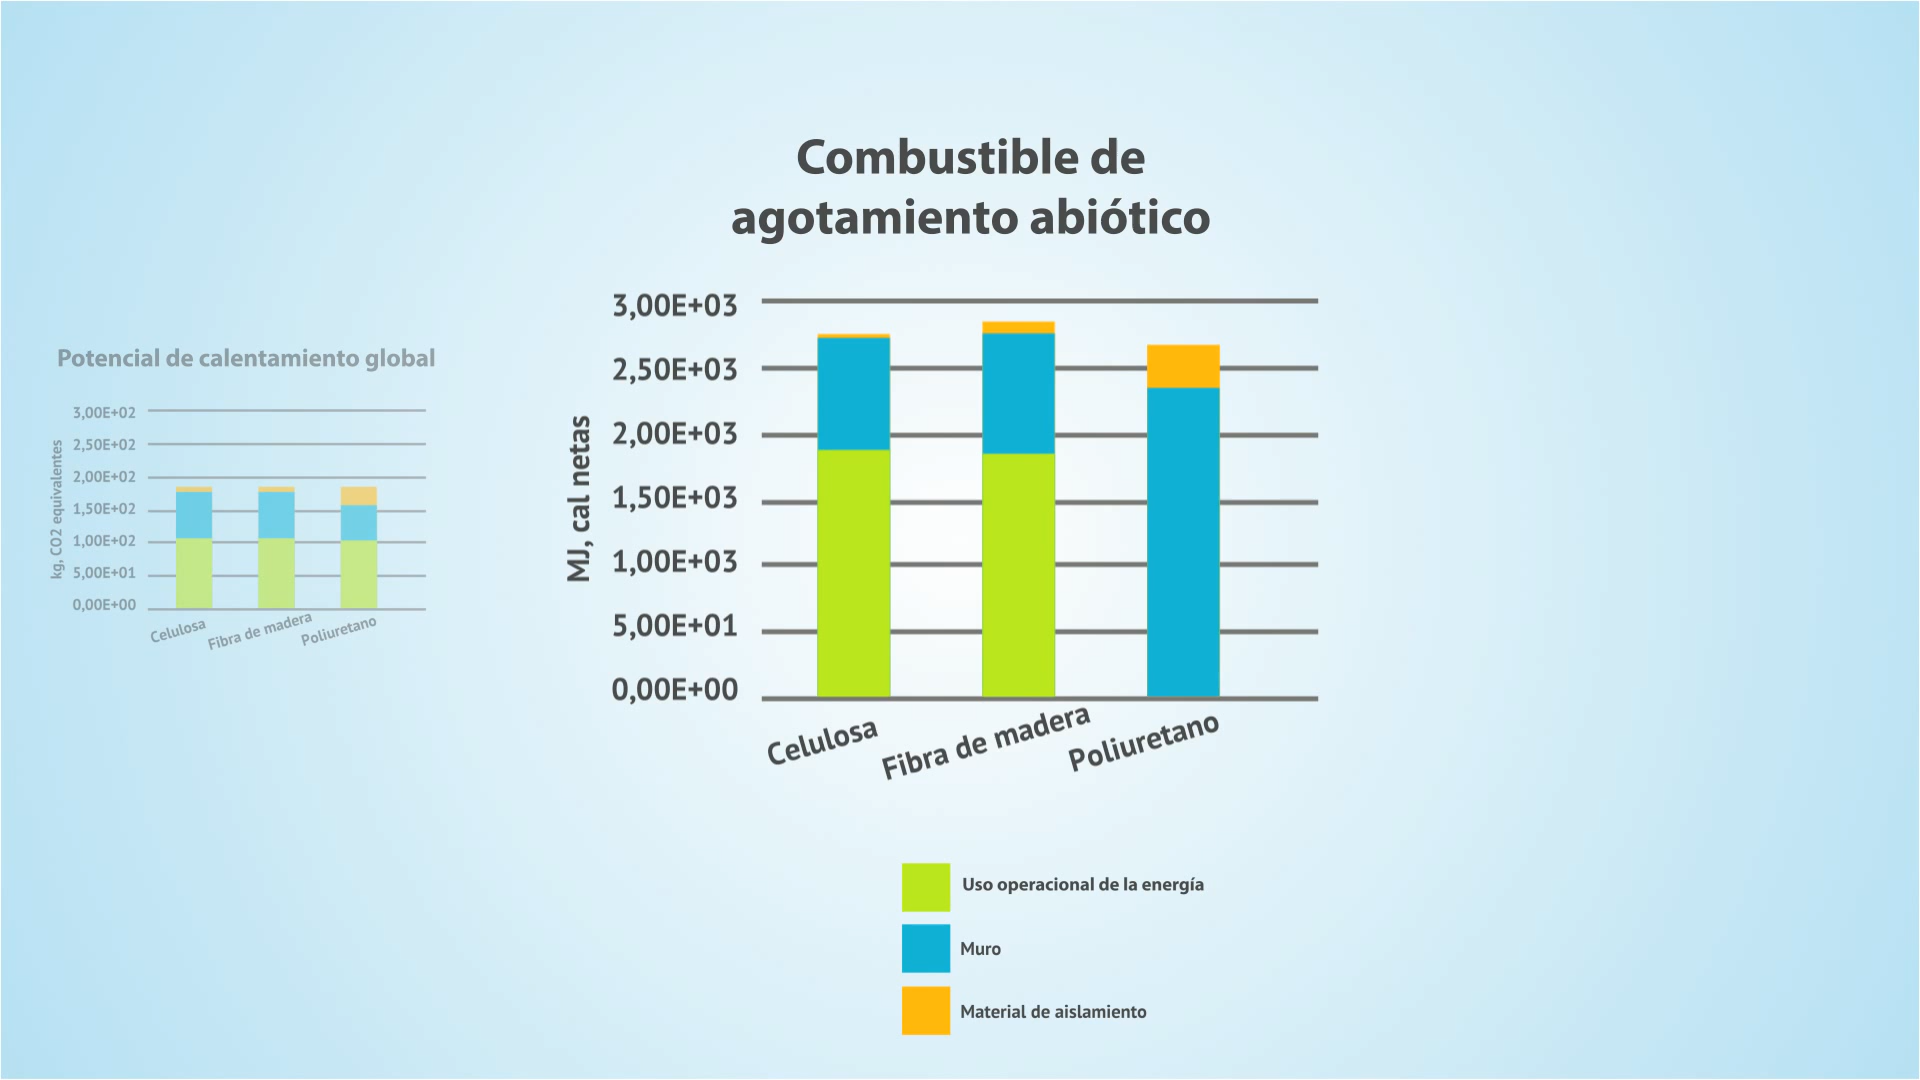 Combustible de
agotamiento abiótico
Potencial de calentamiento global
kg, CO2 equivalentes
3,00E+02
2,50E+02
2,00E+02
1,50E+02
1,00E+02
5,00E+01
0,00E+00
Celulosa
Fibra de madera
Poliuretano
MJ, cal netas
3,00E+03
2,50E+03
2,00E+03
1,50E+03
1,00E+03
5,00E+01
0,00E+00
Celulosa
Fibra de madera
Poliuretano
Uso operacional de la energía
Muro
Material de aislamiento